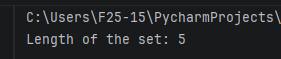 C:\Users\F25-15\PycharmProjects\
Length of the set: 5